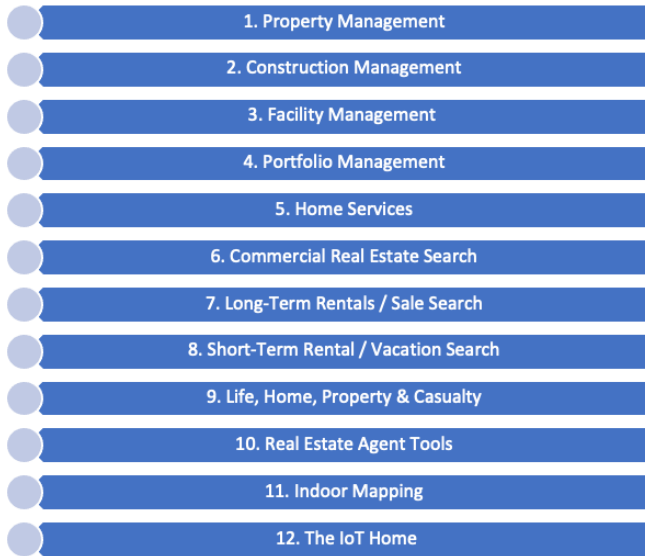 1. Property Management
2. Construction Management
3. Facility Management
4. Portfolio Management
5. Home Services
6. Commercial Real Estate Search
7. Long-Term Rentals / Sale Search
8. Short-Term Rental / Vacation Search
9. Life, Home, Property & Casualty
10. Real Estate Agent Tools
11. Indoor Mapping
12. The IoT Home